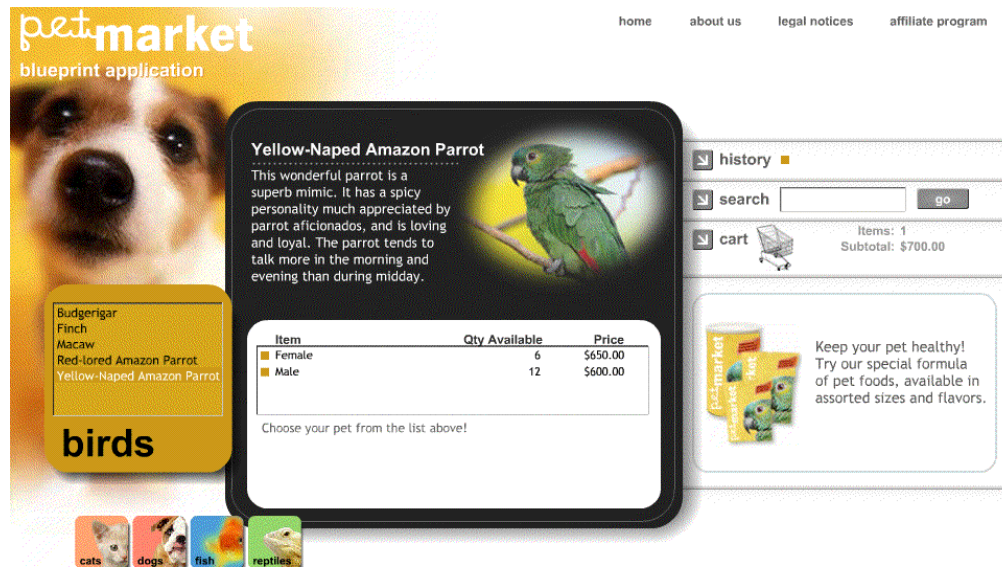 petmarket
blueprint application
home about us legal notices affiliate program
Yellow-Naped Amazon Parrot
This wonderful parrot is a
superb mimic. It has a spicy
personality much appreciated by
parrot aficionados, and is loving
and loyal. The parrot tends to
talk more in the morning and
evening than during midday.
history
search go
cart Items: 1
Subtotal: $700.00
Budgerigar
Finch
Macaw
Red-lored Amazon Parrot
Yellow-Naped Amazon Parrot
birds
Item Qty Available Price
Female 6 $650.00
Male 12 $600.00
Choose your pet from the list above!
petmarket
petmarket
rket
Keep your pet healthy!
Try our special formula
of pet foods, available in
assorted sizes and flavors.
cats dogs fish reptiles